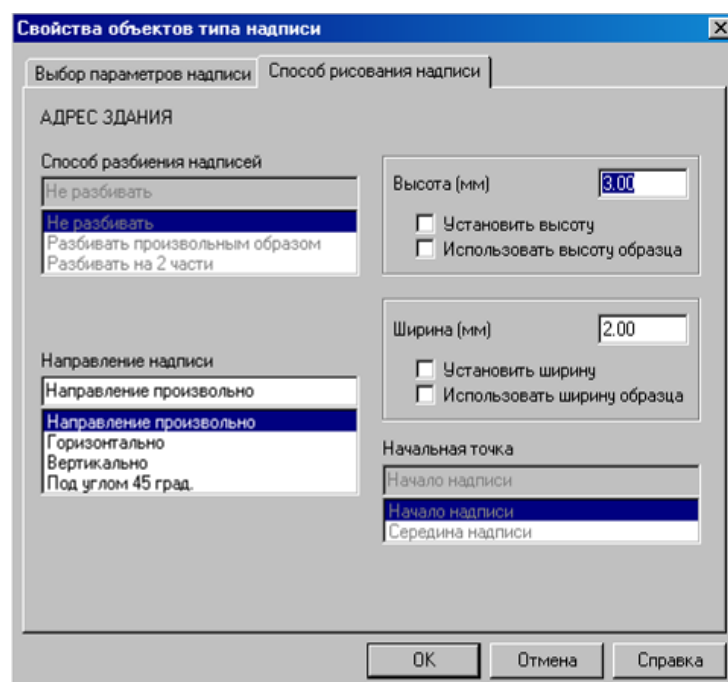 Свойства объектов типа надписи
Выбор параметров надписи
Способ рисования надписи
АДРЕС ЗДАНИЯ
Способ разбиения надписей
Не разбивать
Не разбивать
Разбивать произвольным образом
Разбивать на 2 части
Направление надписи
Направление произвольно
Направление произвольно
Горизонтально
Вертикально
Под углом 45 град.
Высота (мм)
3.00
Установить высоту
Использовать высоту образца
Ширина (мм)
2.00
Установить ширину
Использовать ширину образца
Начальная точка
Начало надписи
Начало надписи
Середина надписи
OK
Отмена
Справка